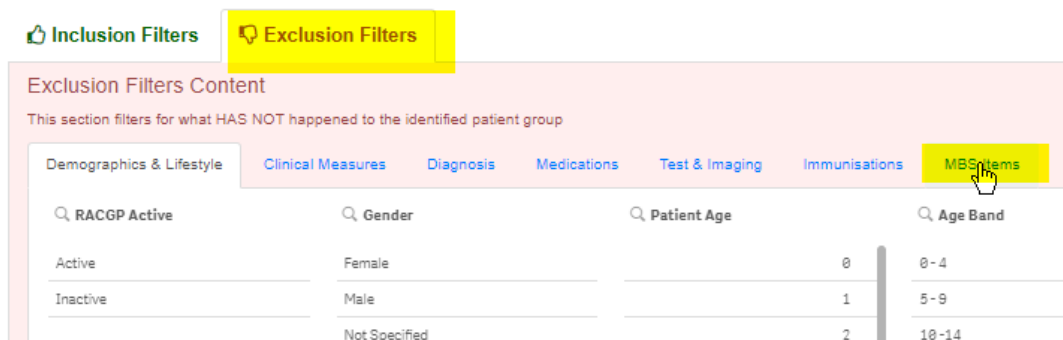 Inclusion Filters Exclusion Filters
Exclusion Filters Content
This section filters for what HAS NOT happened to the identified patient group
Demographics & Lifestyle Clinical Measures Diagnosis Medications Test & Imaging Immunisations MBS Items
RACGP Active Gender Patient Age Age Band
Active Female 0 0-4
Inactive Male 1 5-9
Not Specified 2 10-14